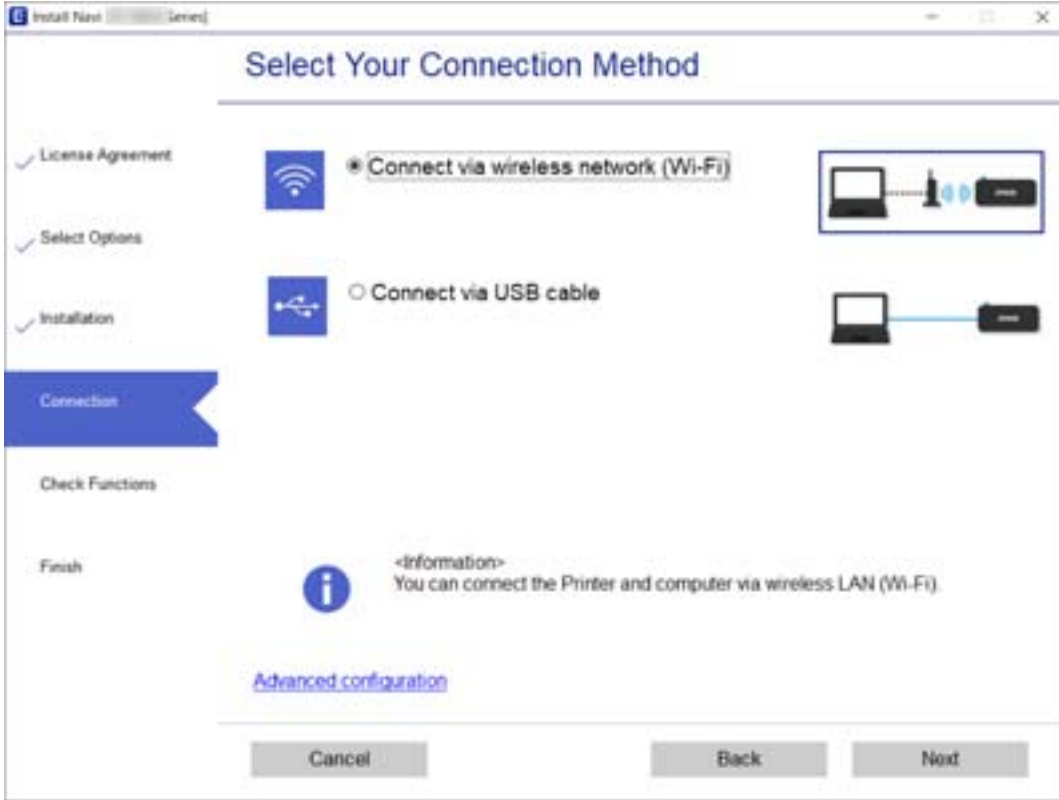 Install Navi Series]
Select Your Connection Method
License Agreement
Select Options
Installation
Connection
Check Functions
Finish
Connect via wireless network (Wi-Fi)
Connect via USB cable
<Information>
You can connect the Printer and computer via wireless LAN (Wi-Fi).
Advanced configuration
Cancel
Back
Next